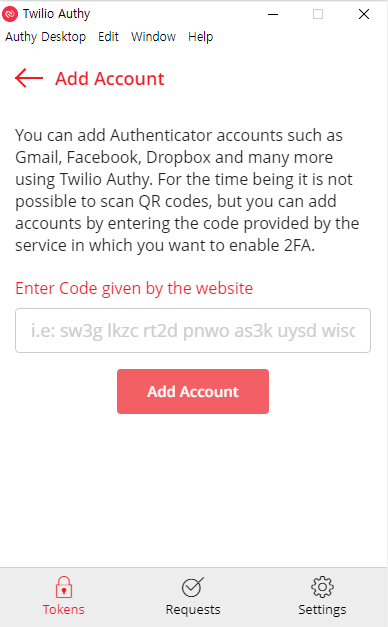 Twilio Authy
Authy Desktop Edit Window Help
Add Account
You can add Authenticator accounts such as
Gmail, Facebook, Dropbox and many more
using Twilio Authy. For the time being it is not
possible to scan QR codes, but you can add
accounts by entering the code provided by the
service in which you want to enable 2FA.
Enter Code given by the website
i.e: sw3g lkzc rt2d pnwo as3k uysd wisc
Add Account
Tokens Requests Settings